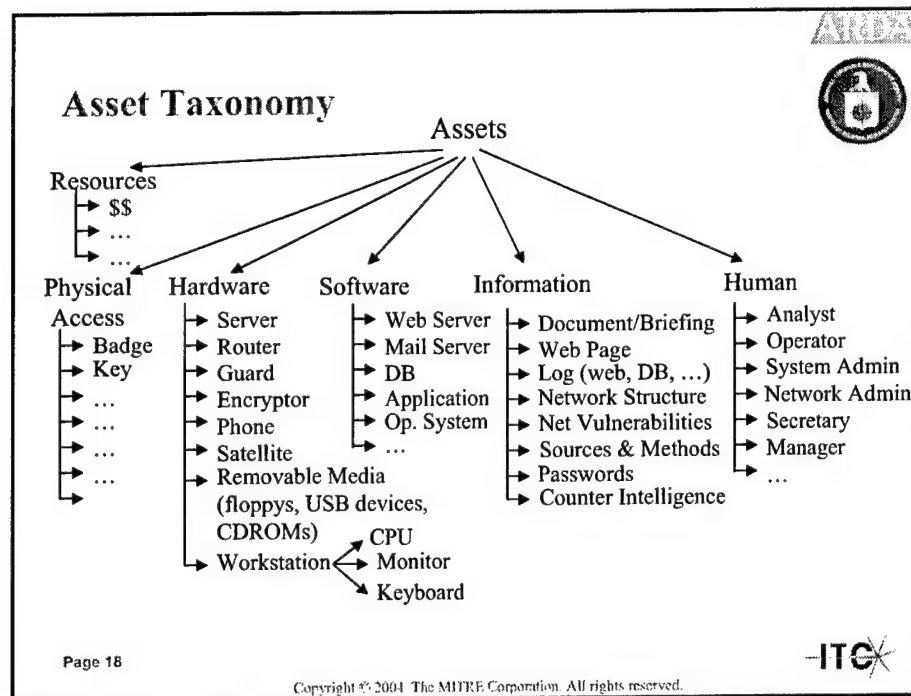 ARDA
Asset Taxonomy
Assets
Resources
$$
…
…
Physical
Access
Badge
Key
…
…
…
…
Hardware
Server
Router
Guard
Encryptor
Phone
Satellite
Removable Media
(floppys, USB devices,
CDROMs)
Workstation
CPU
Monitor
Keyboard
Software
Web Server
Mail Server
DB
Application
Op. System
…
Information
Document/Briefing
Web Page
Log (web, DB, …)
Network Structure
Net Vulnerabilities
Sources & Methods
Passwords
Counter Intelligence
Human
Analyst
Operator
System Admin
Network Admin
Secretary
Manager
…
Page 18
ITC
Copyright © 2004 The MITRE Corporation. All rights reserved.